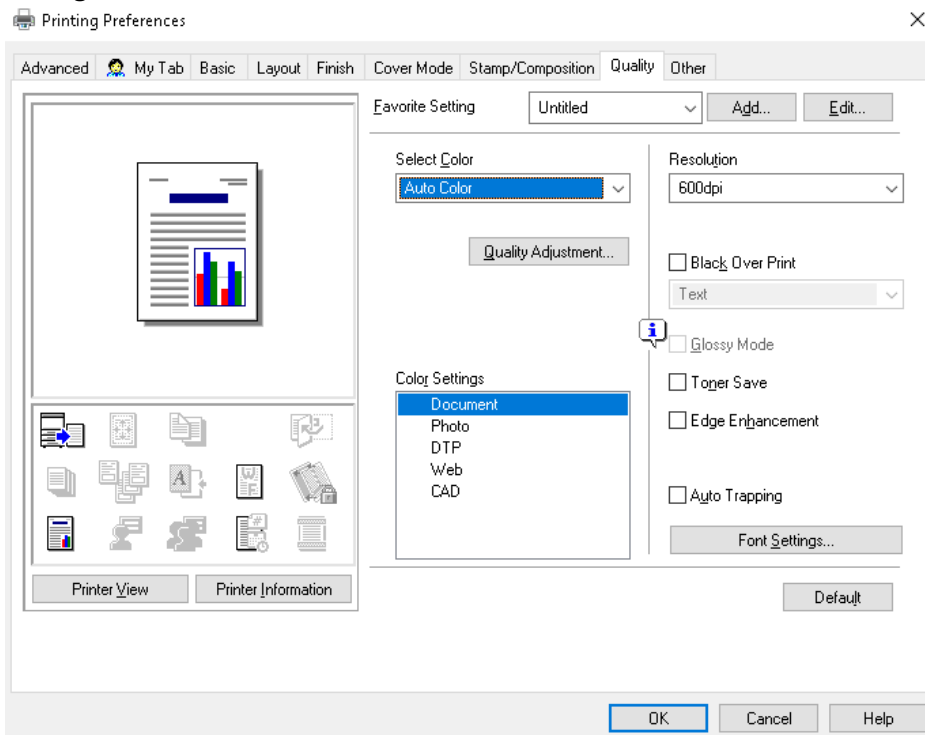 Printing Preferences
Advanced My Tab Basic Layout Finish Cover Mode Stamp/Composition Quality Other
Favorite Setting Untitled Add... Edit...
Select Color
Auto Color
Quality Adjustment...
Color Settings
Document
Photo
DTP
Web
CAD
Resolution
600dpi
Black Over Print
Text
Glossy Mode
Toner Save
Edge Enhancement
Auto Trapping
Font Settings...
Printer View Printer Information
Default
OK Cancel Help